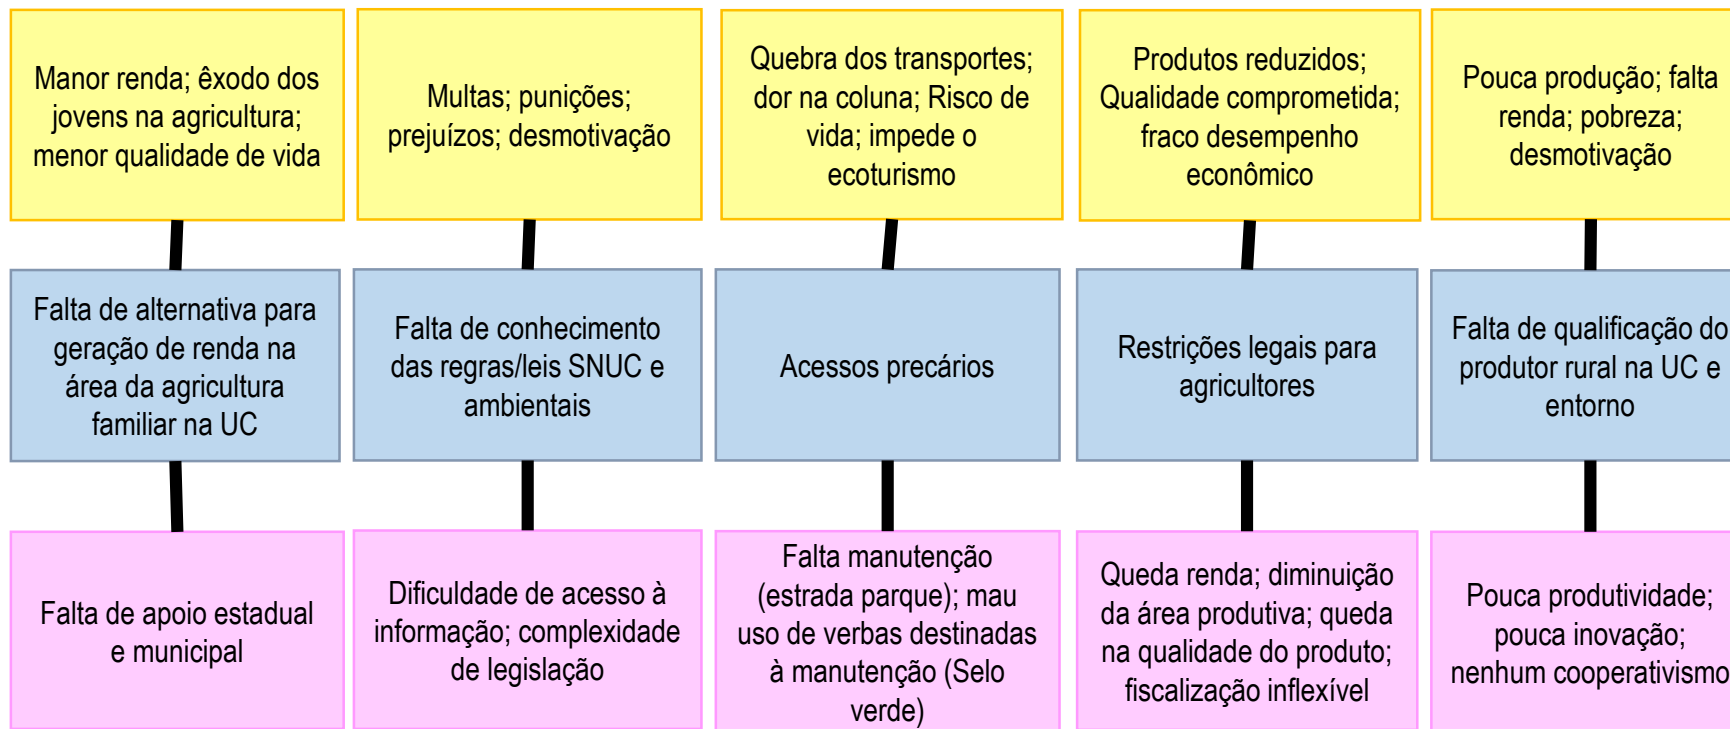 Manor renda; êxodo dos
jovens na agricultura;
menor qualidade de vida
Multas; punições;
prejuízos; desmotivação
Quebra dos transportes;
dor na coluna; Risco de
vida; impede o
ecoturismo
Produtos reduzidos;
Qualidade comprometida;
fraco desempenho
econômico
Pouca produção; falta
renda; pobreza;
desmotivação
Falta de alternativa para
geração de renda na
área da agricultura
familiar na UC
Falta de conhecimento
das regras/leis SNUC e
ambientais
Acessos precários
Restrições legais para
agricultores
Falta de qualificação do
produtor rural na UC e
entorno
Falta de apoio estadual
e municipal
Dificuldade de acesso à
informação; complexidade
de legislação
Falta manutenção
(estrada parque); mau
uso de verbas destinadas
à manutenção (Selo
verde)
Queda renda; diminuição
da área produtiva; queda
na qualidade do produto;
fiscalização inflexível
Pouca produtividade;
pouca inovação;
nenhum cooperativismo